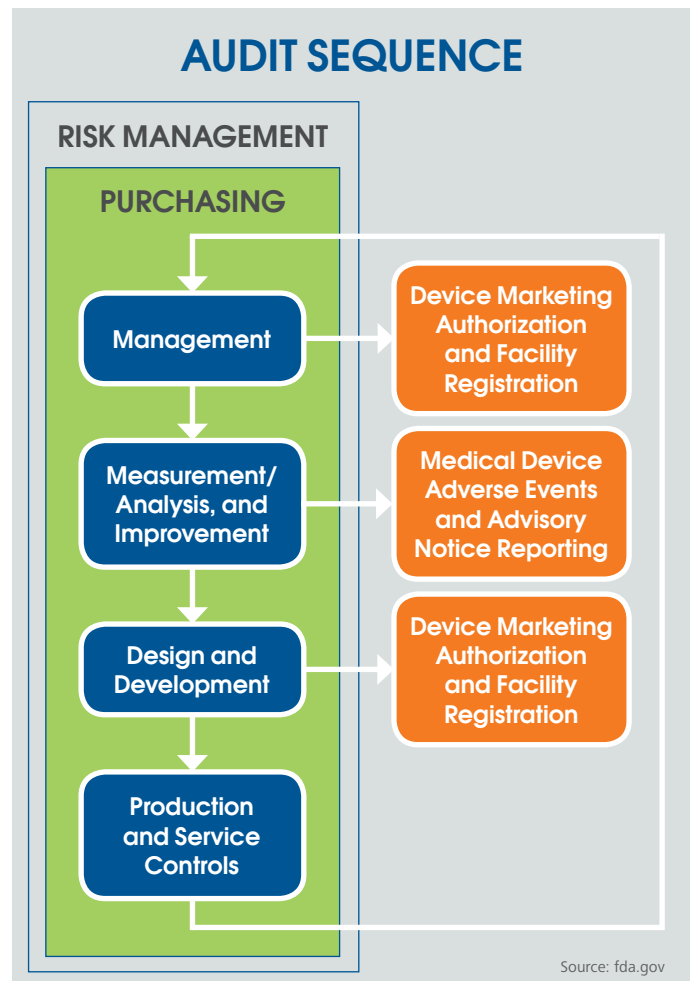 AUDIT SEQUENCE
RISK MANAGEMENT
PURCHASING
Management
Device Marketing
Authorization
and Facility
Registration
Measurement/
Analysis, and
Improvement
Medical Device
Adverse Events
and Advisory
Notice Reporting
Design and
Development
Device Marketing
Authorization
and Facility
Registration
Production
and Service
Controls
Source: fda.gov